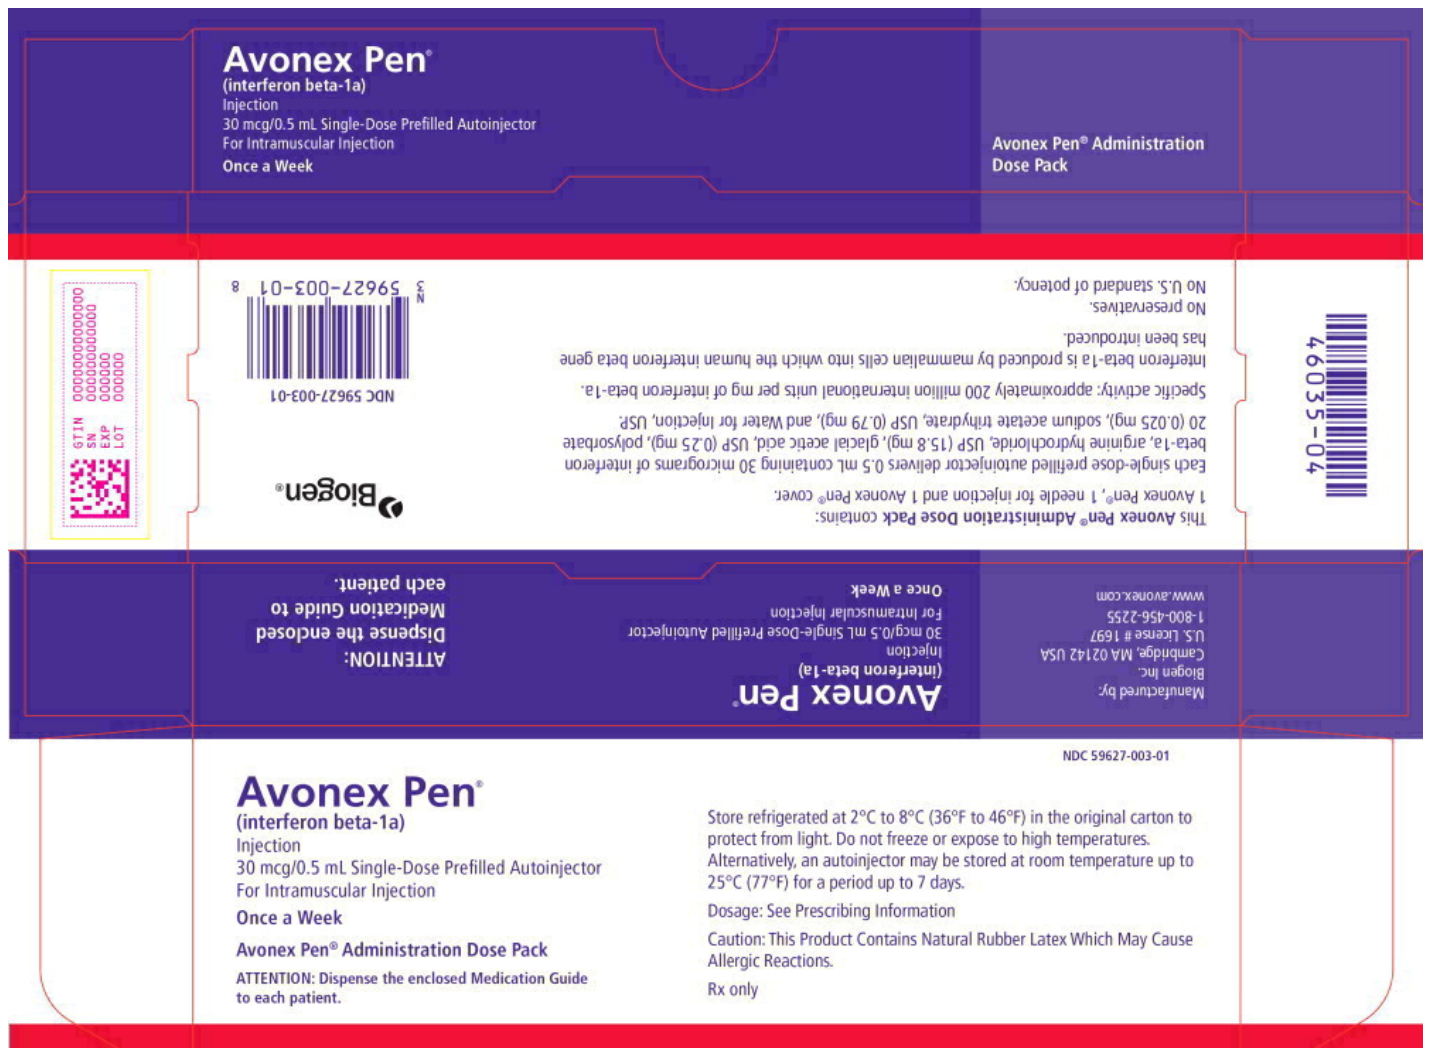 Avonex Pen®
(interferon beta-1a)
Injection
30 mcg/0.5 mL Single-Dose Prefilled Autoinjector
For Intramuscular Injection
Once a Week
Avonex Pen® Administration
Dose Pack
GTIN 00000000000000
SN 000000000000
EXP 000000
LOT 000000
This Avonex Pen® Administration Dose Pack contains:
1 Avonex Pen®, 1 needle for injection and 1 Avonex Pen® cover.
Each single-dose prefilled autoinjector delivers 0.5 mL containing 30 micrograms of interferon
beta-1a, arginine hydrochloride, USP (15.8 mg), glacial acetic acid, USP (0.25 mg), polysorbate
20 (0.025 mg), sodium acetate trihydrate, USP (0.79 mg), and Water for Injection, USP.
Specific activity: approximately 200 million international units per mg of interferon beta-1a.
Interferon beta-1a is produced by mammalian cells into which the human interferon beta gene
has been introduced.
No preservatives.
No U.S. standard of potency.
Biogen®
NDC 59627-003-01
N
3 59627-003-01 8
46035-04
Manufactured by:
Biogen Inc.
Cambridge, MA 02142 USA
U.S. License # 1697
1-800-456-2255
www.avonex.com
Avonex Pen®
(interferon beta-1a)
Injection
30 mcg/0.5 mL Single-Dose Prefilled Autoinjector
For Intramuscular Injection
Once a Week
ATTENTION:
Dispense the enclosed
Medication Guide to
each patient.
NDC 59627-003-01
Avonex Pen®
(interferon beta-1a)
Injection
30 mcg/0.5 mL Single-Dose Prefilled Autoinjector
For Intramuscular Injection
Once a Week
Avonex Pen® Administration Dose Pack
ATTENTION: Dispense the enclosed Medication Guide
to each patient.
Store refrigerated at 2°C to 8°C (36°F to 46°F) in the original carton to
protect from light. Do not freeze or expose to high temperatures.
Alternatively, an autoinjector may be stored at room temperature up to
25°C (77°F) for a period up to 7 days.
Dosage: See Prescribing Information
Caution: This Product Contains Natural Rubber Latex Which May Cause
Allergic Reactions.
Rx only